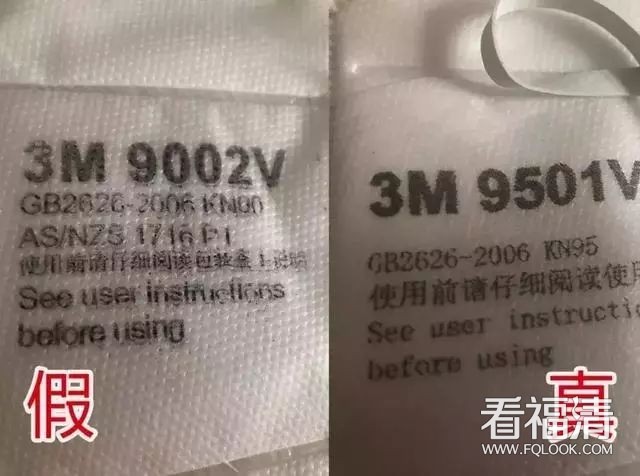 3M 9002V
GB2626-2006 KN90
AS/NZS 1716 P1
使用前请仔细阅读包装盒上说明
See user instructions
before using
假
3M 9501V
GB2626-2006 KN95
使用前请仔细阅读使用
See user instructi
before using
真
看福清
www.FQLOOK.COM